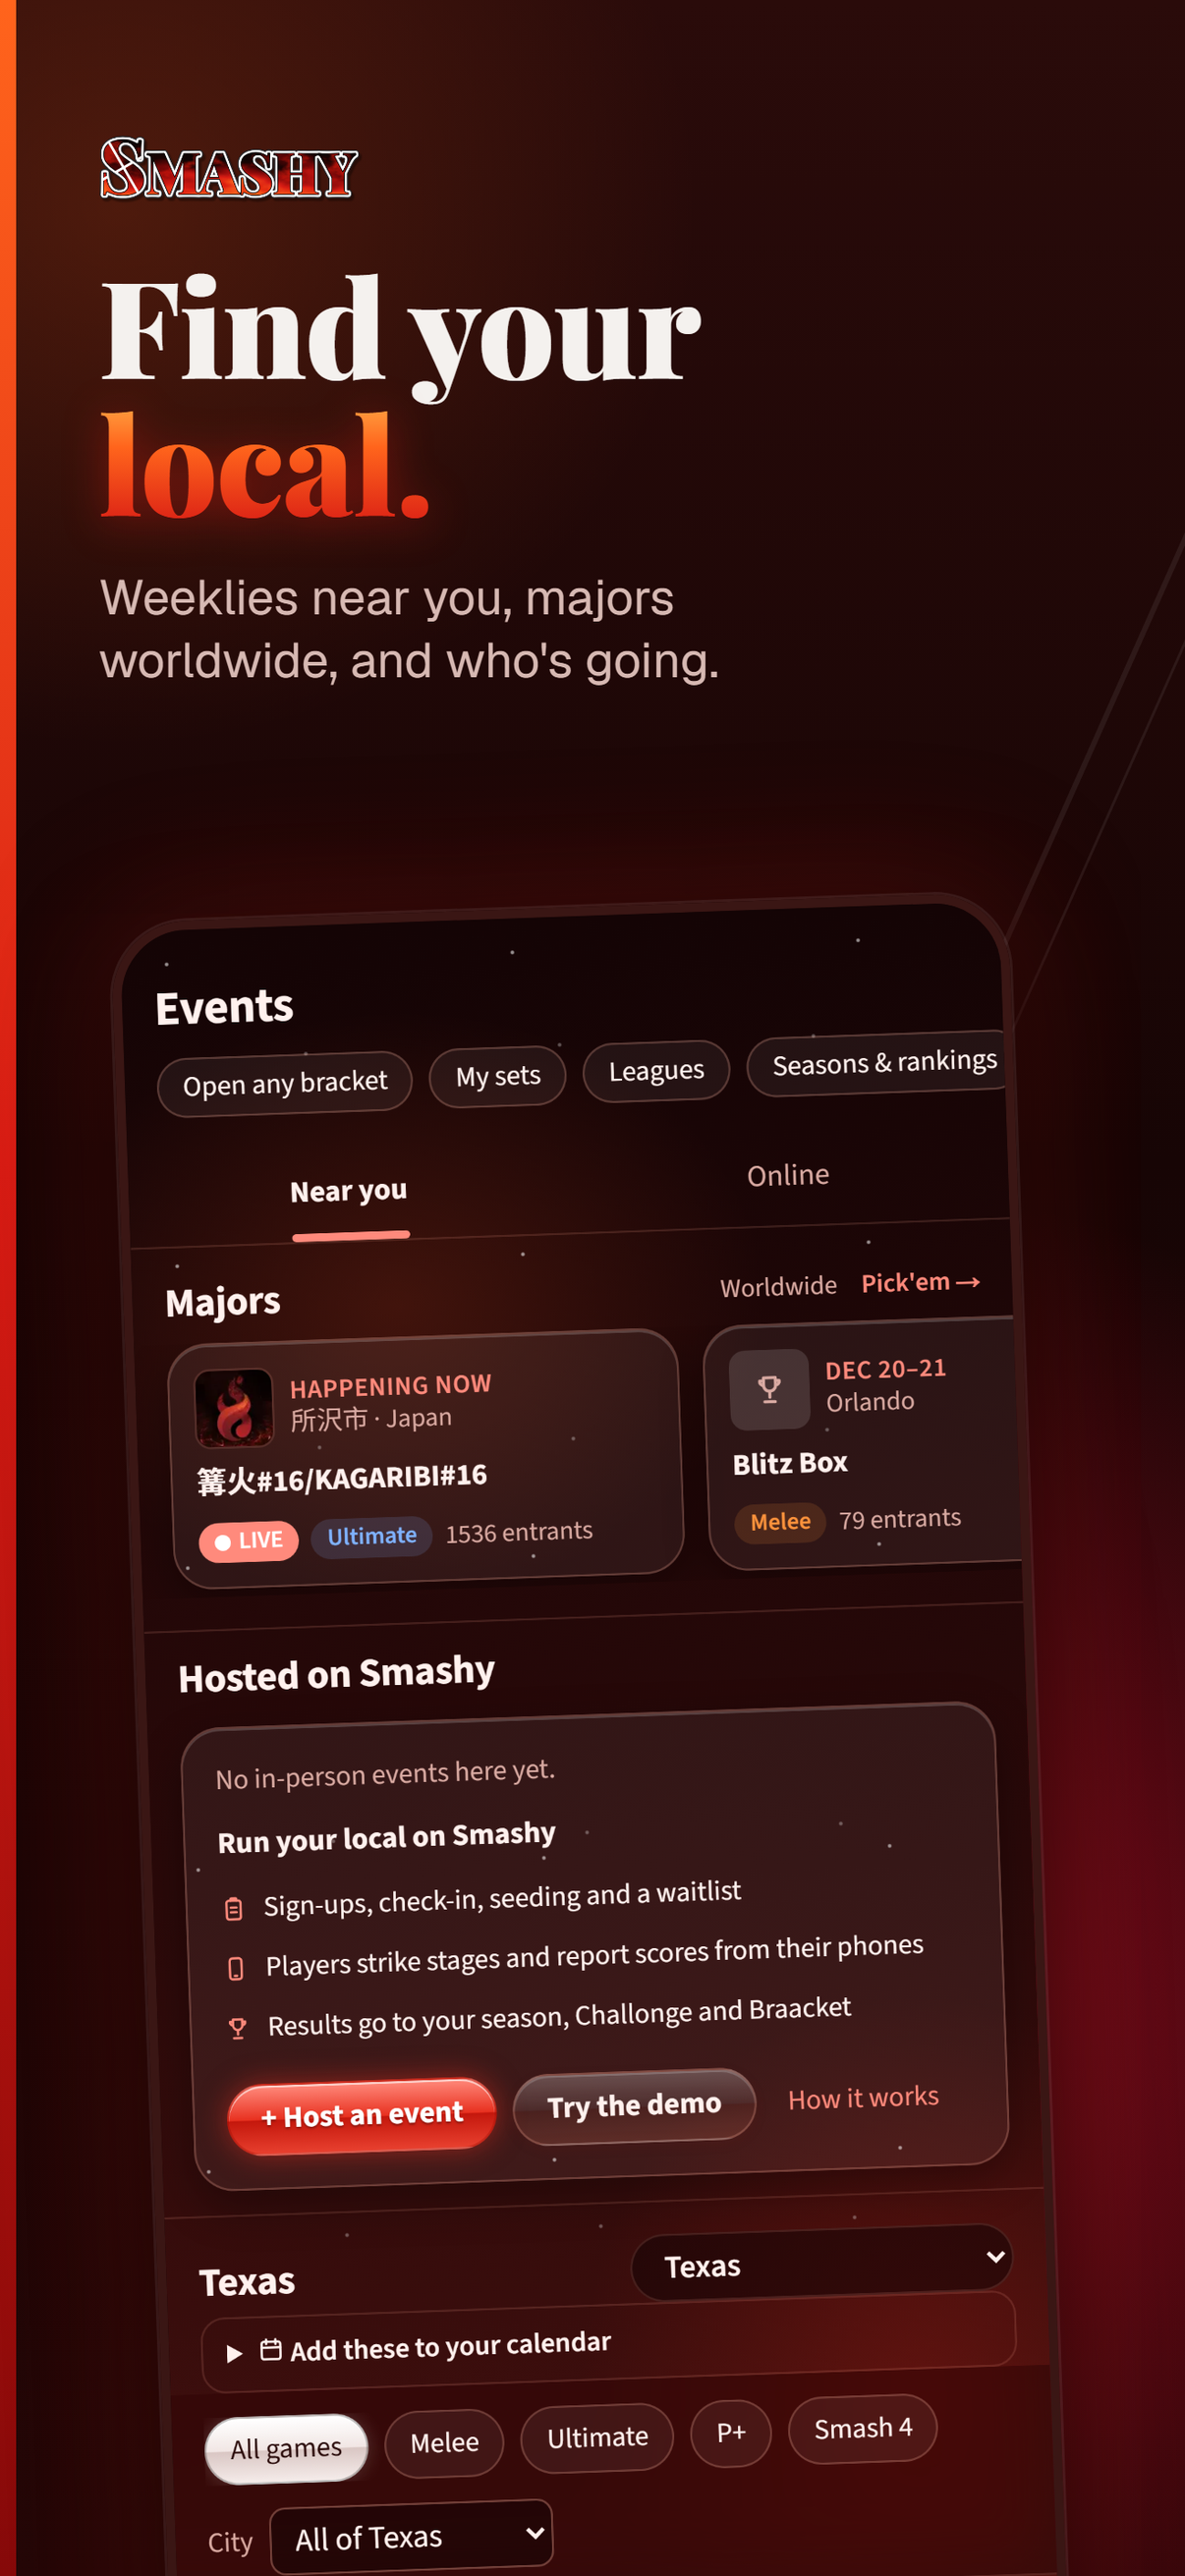 SMASHY
Find your
local.
Weeklies near you, majors
worldwide, and who's going.
Events
Open any bracket
My sets
Leagues
Seasons & rankings
Near you
Online
Majors
Worldwide
Pick'em →
HAPPENING NOW
所沢市 · Japan
篝火#16/KAGARIBI#16
LIVE
Ultimate
1536 entrants
DEC 20–21
Orlando
Blitz Box
Melee
79 entrants
Hosted on Smashy
No in-person events here yet.
Run your local on Smashy
Sign-ups, check-in, seeding and a waitlist
Players strike stages and report scores from their phones
Results go to your season, Challonge and Braacket
+ Host an event
Try the demo
How it works
Texas
Texas
Add these to your calendar
All games
Melee
Ultimate
P+
Smash 4
City
All of Texas